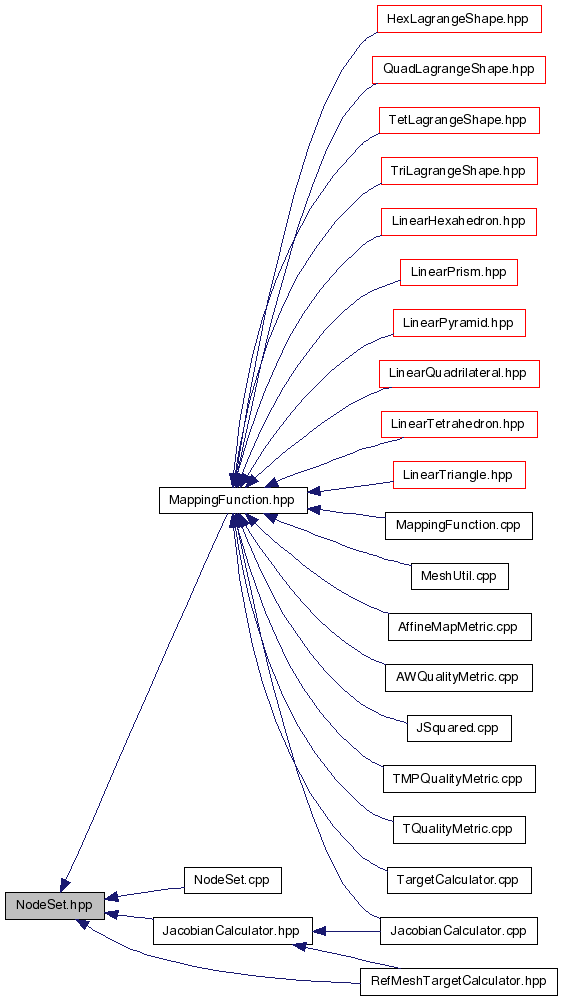 HexLagrangeShape.hpp
QuadLagrangeShape.hpp
TetLagrangeShape.hpp
TriLagrangeShape.hpp
LinearHexahedron.hpp
LinearPrism.hpp
LinearPyramid.hpp
LinearQuadrilateral.hpp
LinearTetrahedron.hpp
LinearTriangle.hpp
MappingFunction.hpp
MappingFunction.cpp
MeshUtil.cpp
AffineMapMetric.cpp
AWQualityMetric.cpp
JSquared.cpp
TMPQualityMetric.cpp
TQualityMetric.cpp
NodeSet.cpp
TargetCalculator.cpp
NodeSet.hpp
JacobianCalculator.hpp
JacobianCalculator.cpp
RefMeshTargetCalculator.hpp